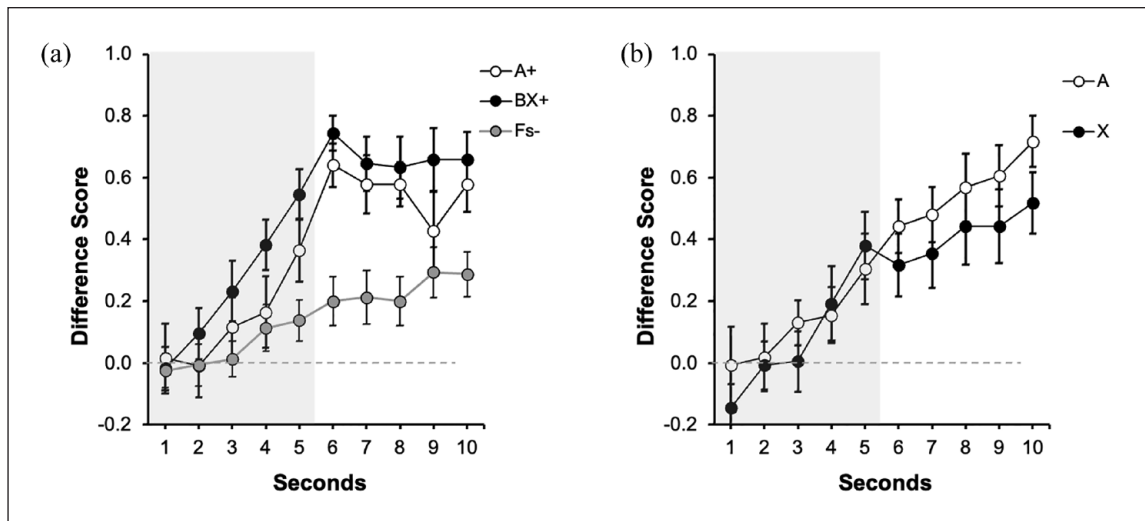 (a)
1.0
0.8
0.6
0.4
0.2
0.0
-0.2
Difference Score
1 2 3 4 5 6 7 8 9 10
Seconds
A+
BX+
Fs-
(b)
1.0
0.8
0.6
0.4
0.2
0.0
-0.2
Difference Score
1 2 3 4 5 6 7 8 9 10
Seconds
A
X